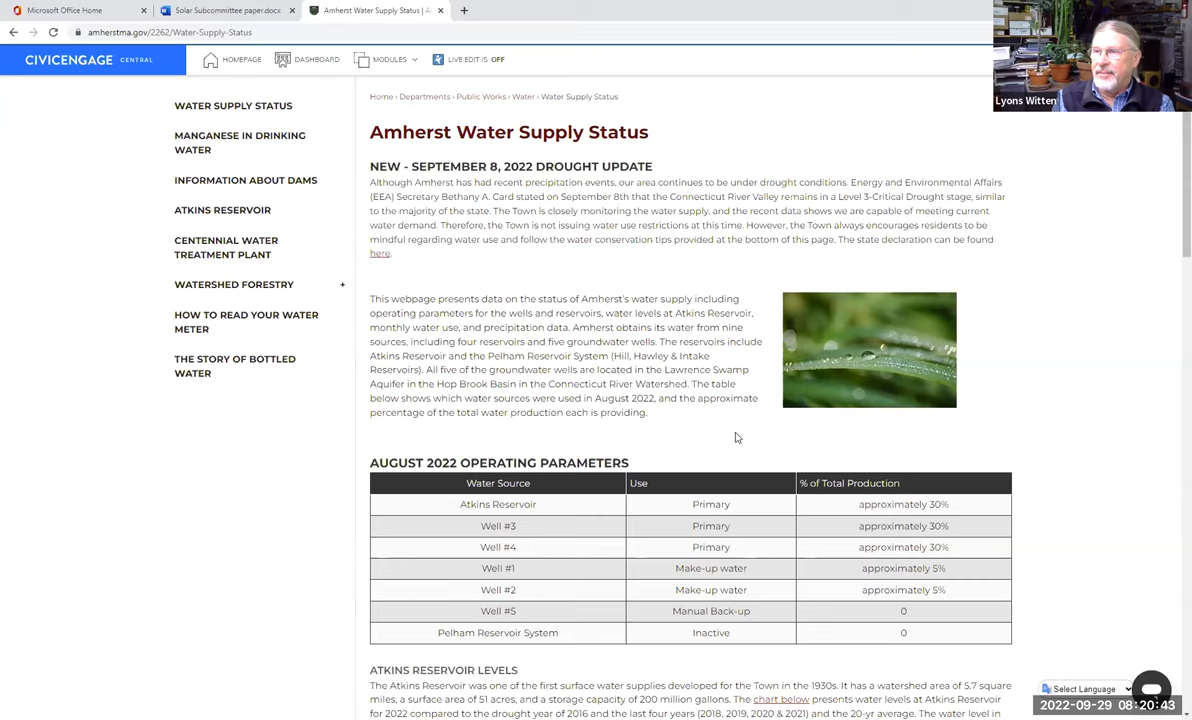 Microsoft Office Home
Solar Subcommittee paper.docx
Amherst Water Supply Status | A
amherstma.gov/2262/Water-Supply-Status
CIVICENGAGE CENTRAL
HOMEPAGE
DASHBOARD
MODULES
LIVE EDIT IS OFF
Lyons Witten
WATER SUPPLY STATUS
MANGANESE IN DRINKING
WATER
INFORMATION ABOUT DAMS
ATKINS RESERVOIR
CENTENNIAL WATER
TREATMENT PLANT
WATERSHED FORESTRY +
HOW TO READ YOUR WATER
METER
THE STORY OF BOTTLED
WATER
Home › Departments › Public Works › Water › Water Supply Status
Amherst Water Supply Status
NEW - SEPTEMBER 8, 2022 DROUGHT UPDATE
Although Amherst has had recent precipitation events, our area continues to be under drought conditions. Energy and Environmental Affairs
(EEA) Secretary Bethany A. Card stated on September 8th that the Connecticut River Valley remains in a Level 3-Critical Drought stage, similar
to the majority of the state. The Town is closely monitoring the water supply, and the recent data shows we are capable of meeting current
water demand. Therefore, the Town is not issuing water use restrictions at this time. However, the Town always encourages residents to be
mindful regarding water use and follow the water conservation tips provided at the bottom of this page. The state declaration can be found
here.
This webpage presents data on the status of Amherst's water supply including
operating parameters for the wells and reservoirs, water levels at Atkins Reservoir,
monthly water use, and precipitation data. Amherst obtains its water from nine
sources, including four reservoirs and five groundwater wells. The reservoirs include
Atkins Reservoir and the Pelham Reservoir System (Hill, Hawley & Intake
Reservoirs). All five of the groundwater wells are located in the Lawrence Swamp
Aquifer in the Hop Brook Basin in the Connecticut River Watershed. The table
below shows which water sources were used in August 2022, and the approximate
percentage of the total water production each is providing.
AUGUST 2022 OPERATING PARAMETERS
Water Source Use % of Total Production
Atkins Reservoir Primary approximately 30%
Well #3 Primary approximately 30%
Well #4 Primary approximately 30%
Well #1 Make-up water approximately 5%
Well #2 Make-up water approximately 5%
Well #5 Manual Back-up 0
Pelham Reservoir System Inactive 0
ATKINS RESERVOIR LEVELS
The Atkins Reservoir was one of the first surface water supplies developed for the Town in the 1930s. It has a watershed area of 5.7 square
miles, a surface area of 51 acres, and a storage capacity of 200 million gallons. The chart below presents water levels at Atkins Reservoir
for 2022 compared to the drought year of 2016 and the last four years (2018, 2019, 2020 & 2021) and the 20-yr average. The water level in
Select Language
2022-09-29 08:20:43